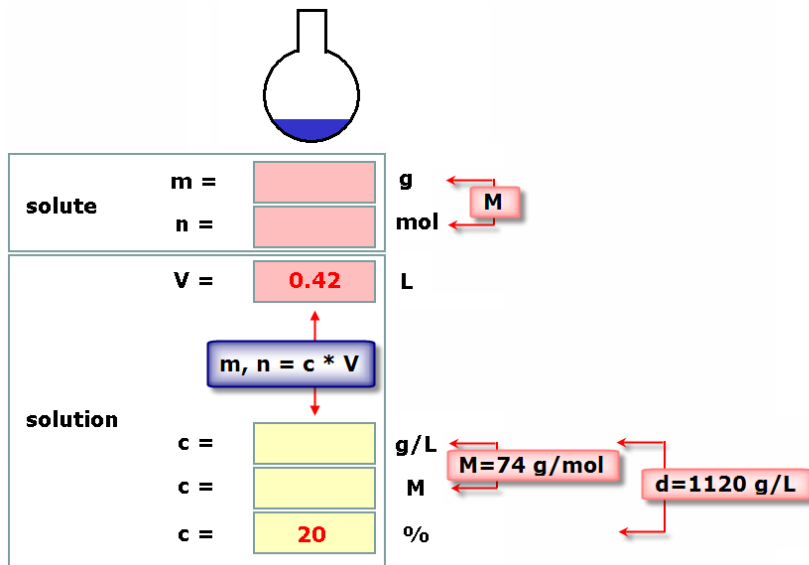 m = g
M
solute
n = mol
V = 0.42 L
m, n = c * V
solution
c = g/L
M=74 g/mol
d=1120 g/L
c = M
c = 20 %